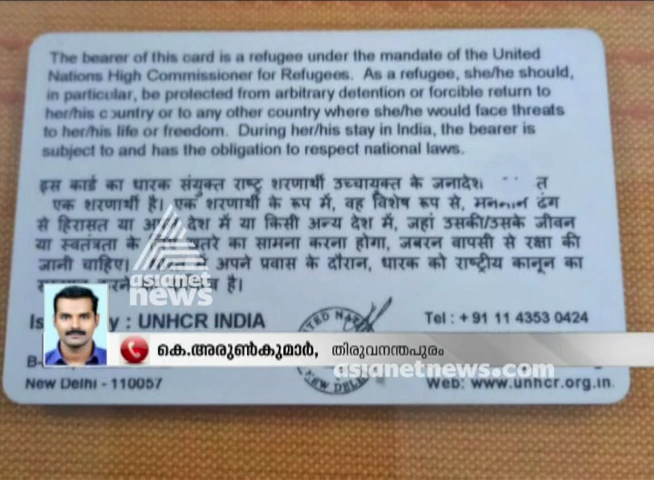 The bearer of this card is a refugee under the mandate of the United
Nations High Commissioner for Refugees. As a refugee, she/he should,
in particular, be protected from arbitrary detention or forcible return to
her/his country or to any other country where she/he would face threats
to her/his life or freedom. During her/his stay in India, the bearer is
subject to and has the obligation to respect national laws.
इस कार्ड का धारक संयुक्त राष्ट्र शरणार्थी उच्चायुक्त के जनादेश त
एक शरणार्थी है। एक शरणार्थी के रूप में, वह विशेष रूप से, मनमाने ढंग
से हिरासत या देश में या किसी अन्य देश में, जहां उसकी/उसके जीवन
या स्वतंत्रता के का सामना करना होगा, जबरन वापसी से रक्षा की
जानी चाहिए। अपने प्रवास के दौरान, धारक को राष्ट्रीय कानून का
है।
asianet
news
: UNHCR INDIA
Tel : + 91 11 4353 0424
കെ.അരുൺകുമാർ, തിരുവനന്തപുരം
asianetnews.com
New Delhi - 110057
NEW DELHI
Web: www.unhcr.org.in.